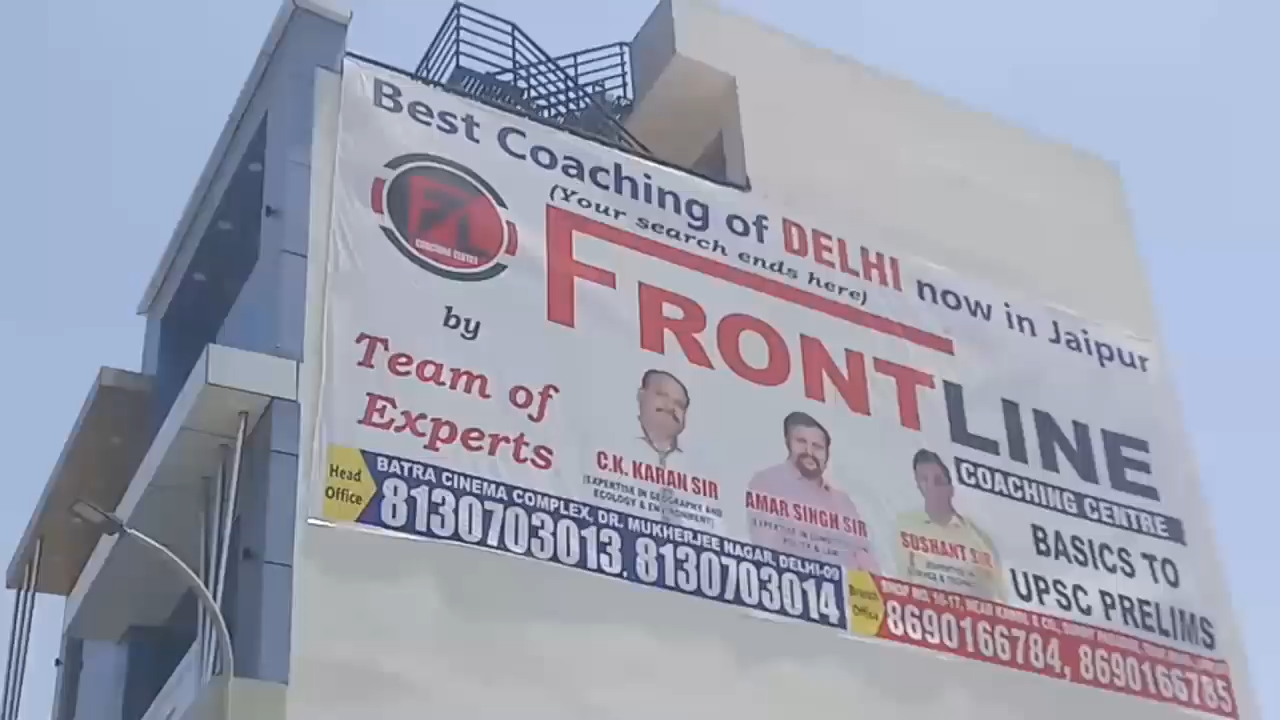 Best Coaching of DELHI now in Jaipur
(Your search ends here)
FL
COACHING CENTRE
FRONTLINE
COACHING CENTRE
by
Team of
Experts
C.K. KARAN SIR
(EXPERTISE IN GEOGRAPHY AND
ECOLOGY & ENVIRONMENT)
AMAR SINGH SIR
SUSHANT SIR
BASICS TO
UPSC PRELIMS
Head
Office
BATRA CINEMA COMPLEX, DR. MUKHERJEE NAGAR, DELHI-09
8130703013, 8130703014
Branch
Office
8690166784, 8690166785